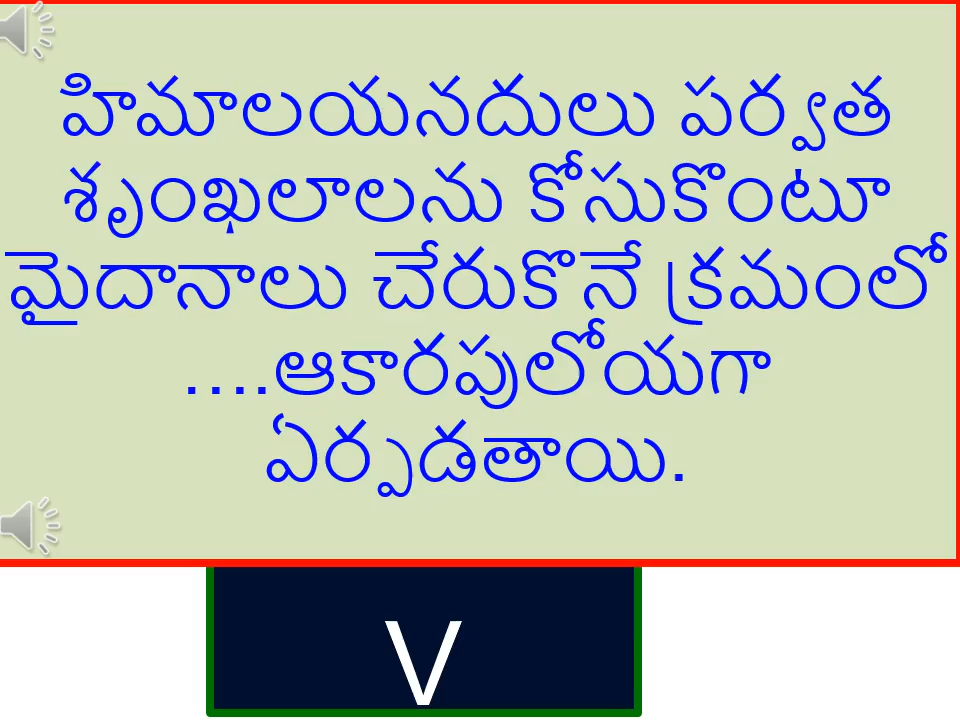 హిమాలయనదులు పర్వత
శృంఖలాలను కోసుకొంటూ
మైదానాలు చేరుకొనే క్రమంలో
....ఆకారపులోయగా
ఏర్పడతాయి.
V